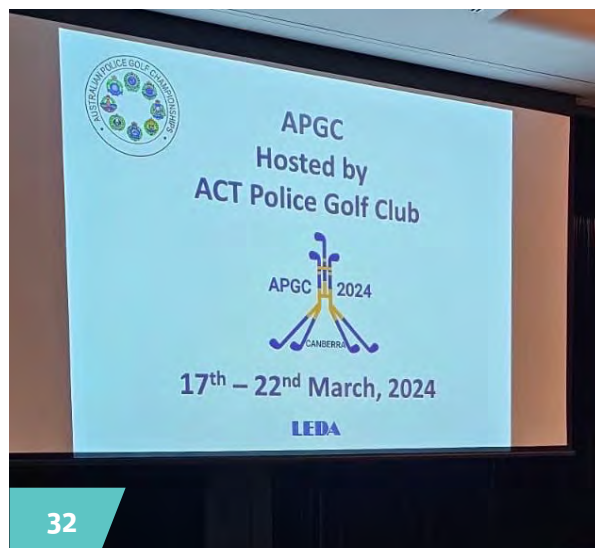 AUSTRALIAN POLICE GOLF CHAMPIONSHIPS
APGC
Hosted by
ACT Police Golf Club
APGC 2024
CANBERRA
17th – 22nd March, 2024
LEDA
32